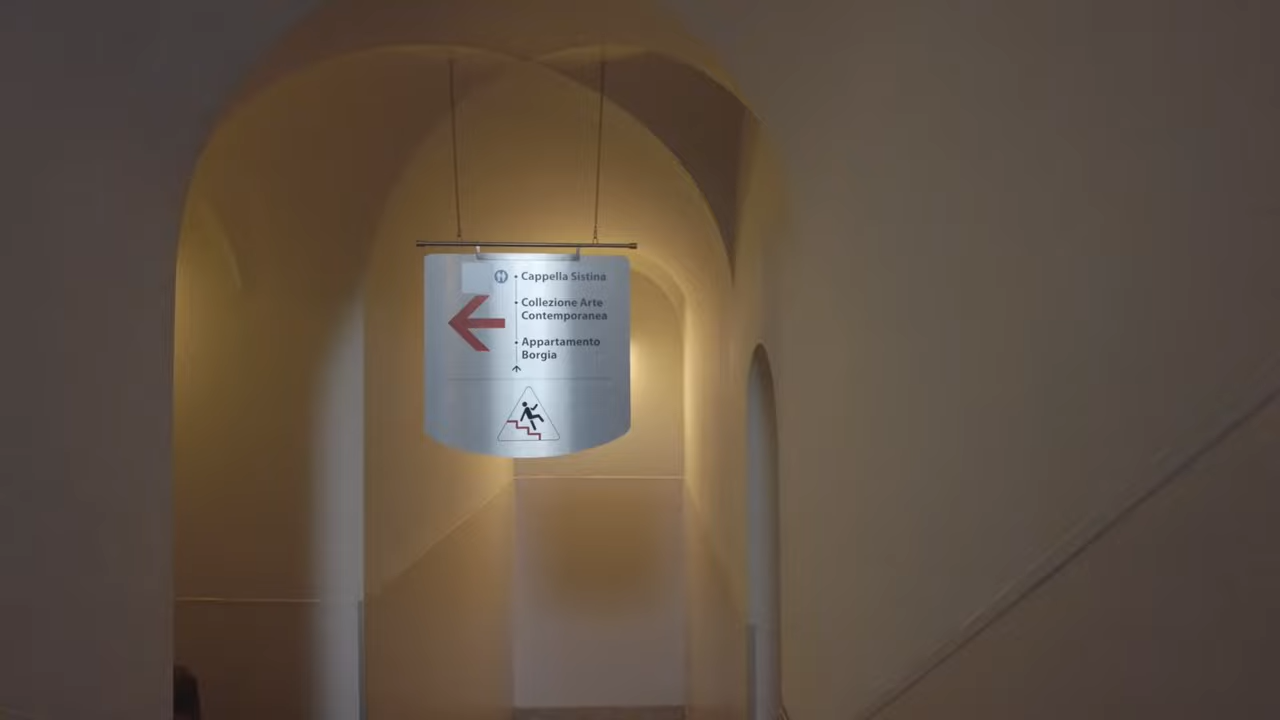 • Cappella Sistina
• Collezione Arte
Contemporanea
• Appartamento
Borgia